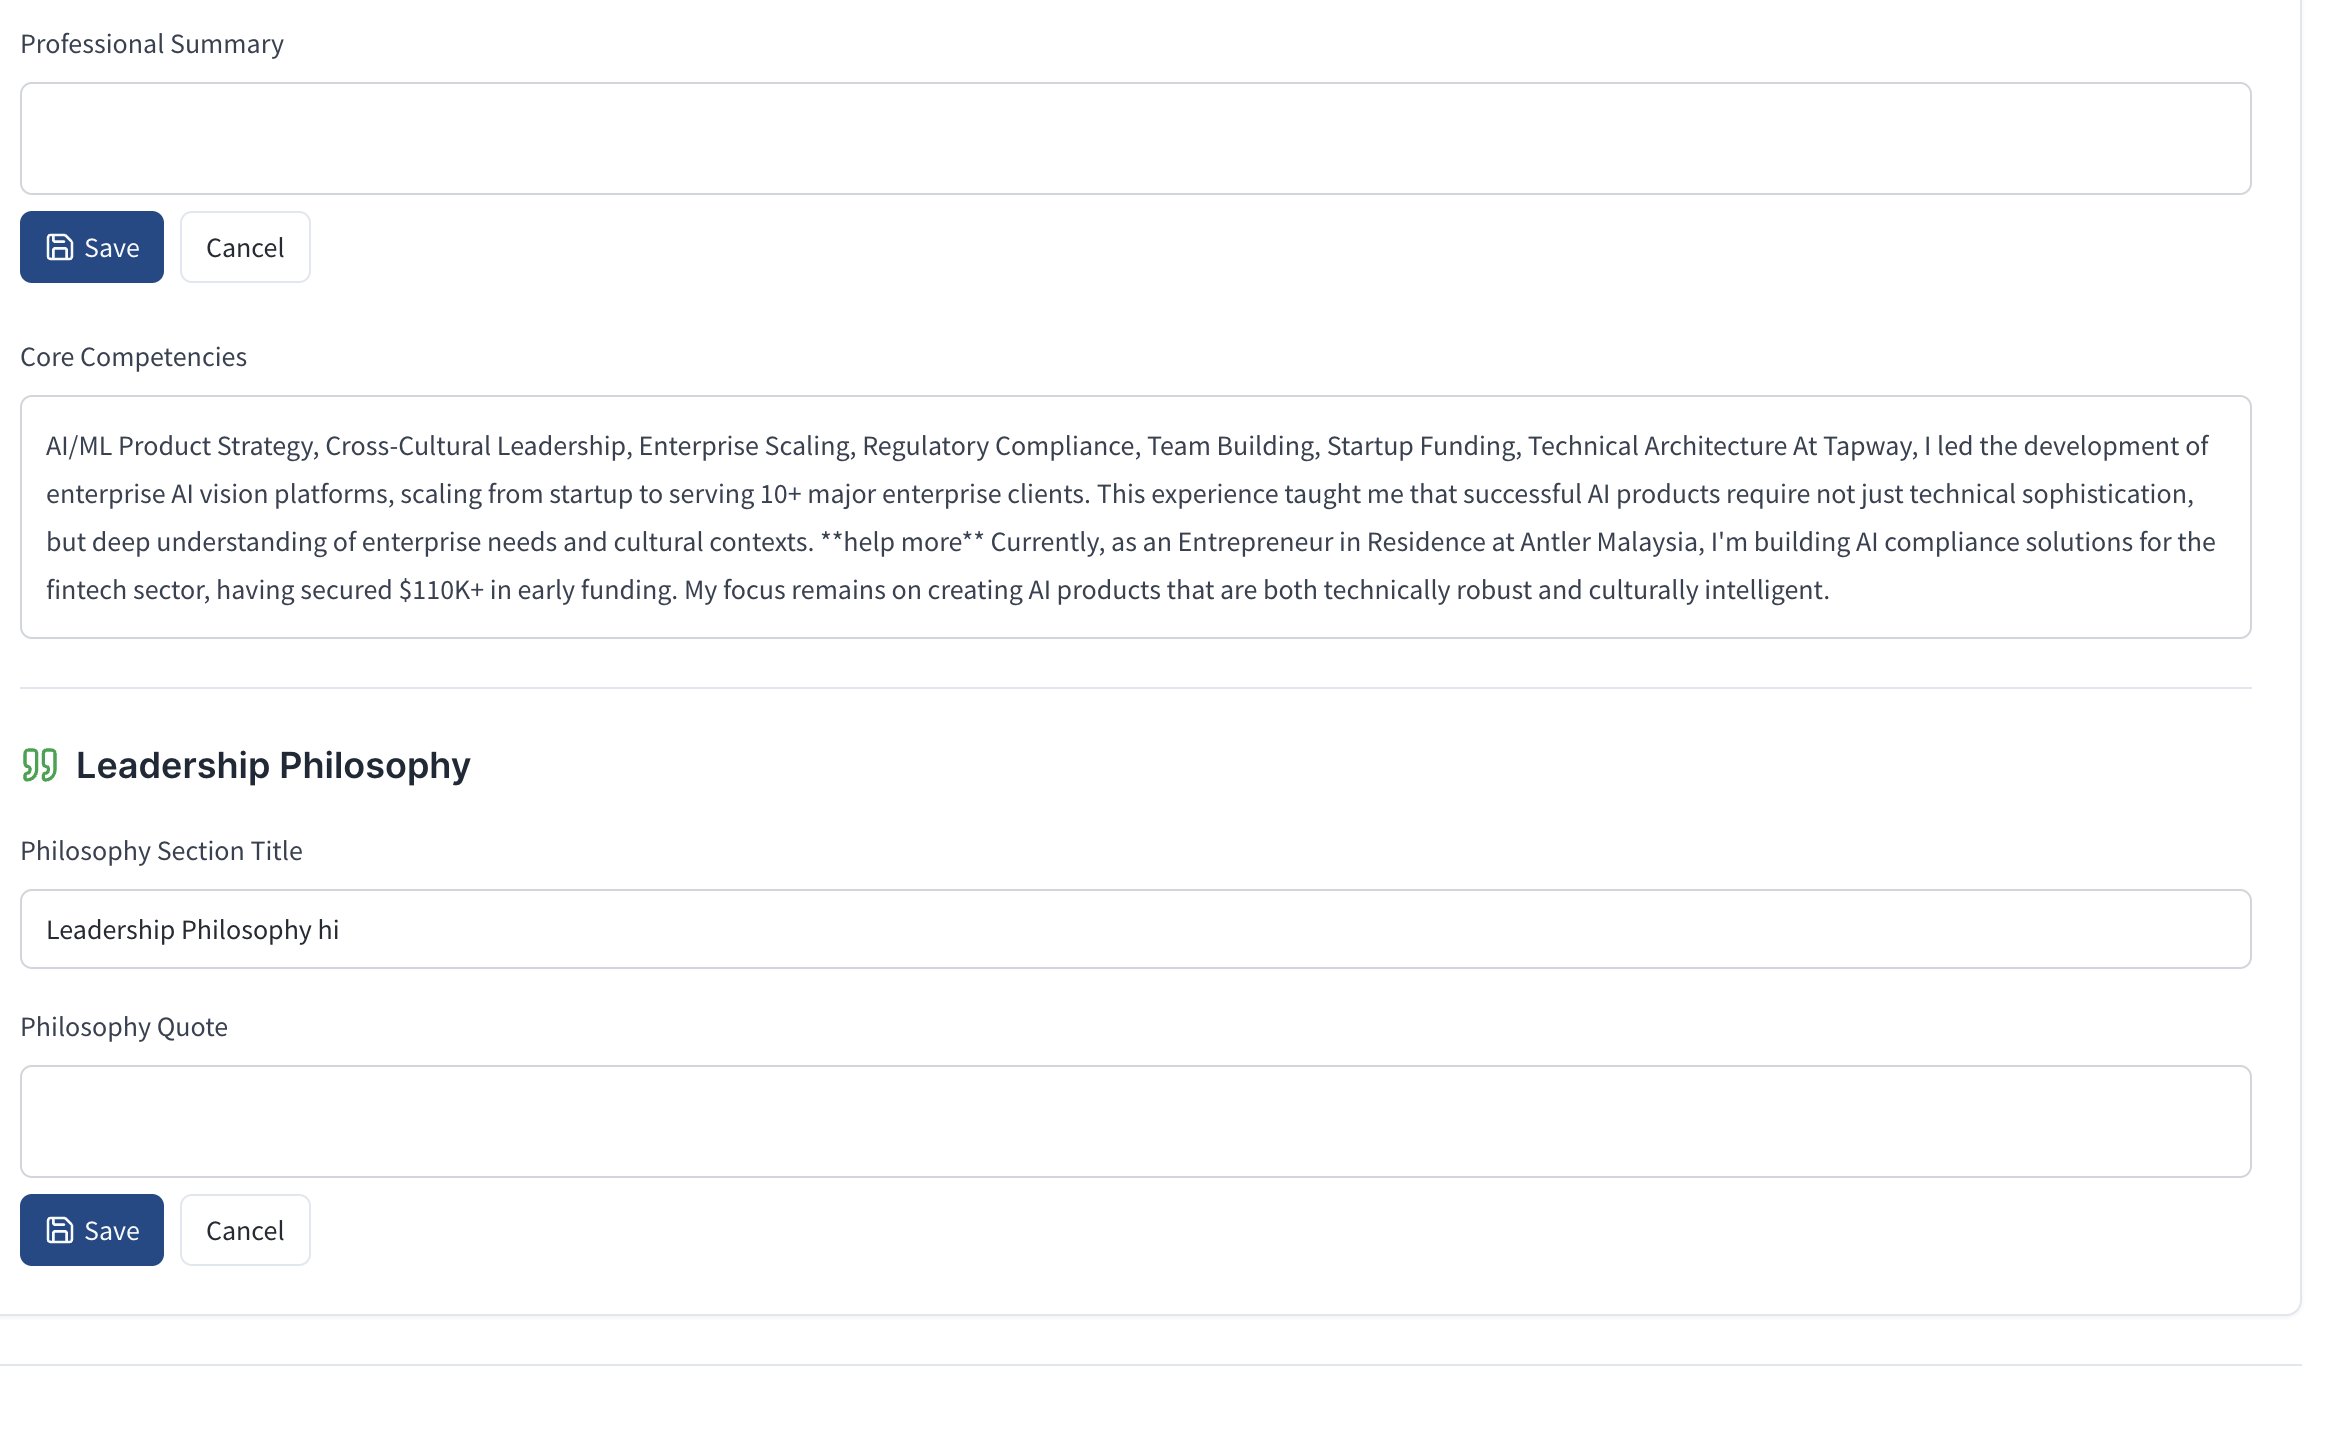 Professional Summary
Save
Cancel
Core Competencies
AI/ML Product Strategy, Cross-Cultural Leadership, Enterprise Scaling, Regulatory Compliance, Team Building, Startup Funding, Technical Architecture At Tapway, I led the development of
enterprise AI vision platforms, scaling from startup to serving 10+ major enterprise clients. This experience taught me that successful AI products require not just technical sophistication,
but deep understanding of enterprise needs and cultural contexts. **help more** Currently, as an Entrepreneur in Residence at Antler Malaysia, I'm building AI compliance solutions for the
fintech sector, having secured $110K+ in early funding. My focus remains on creating AI products that are both technically robust and culturally intelligent.
Leadership Philosophy
Philosophy Section Title
Leadership Philosophy hi
Philosophy Quote
Save
Cancel